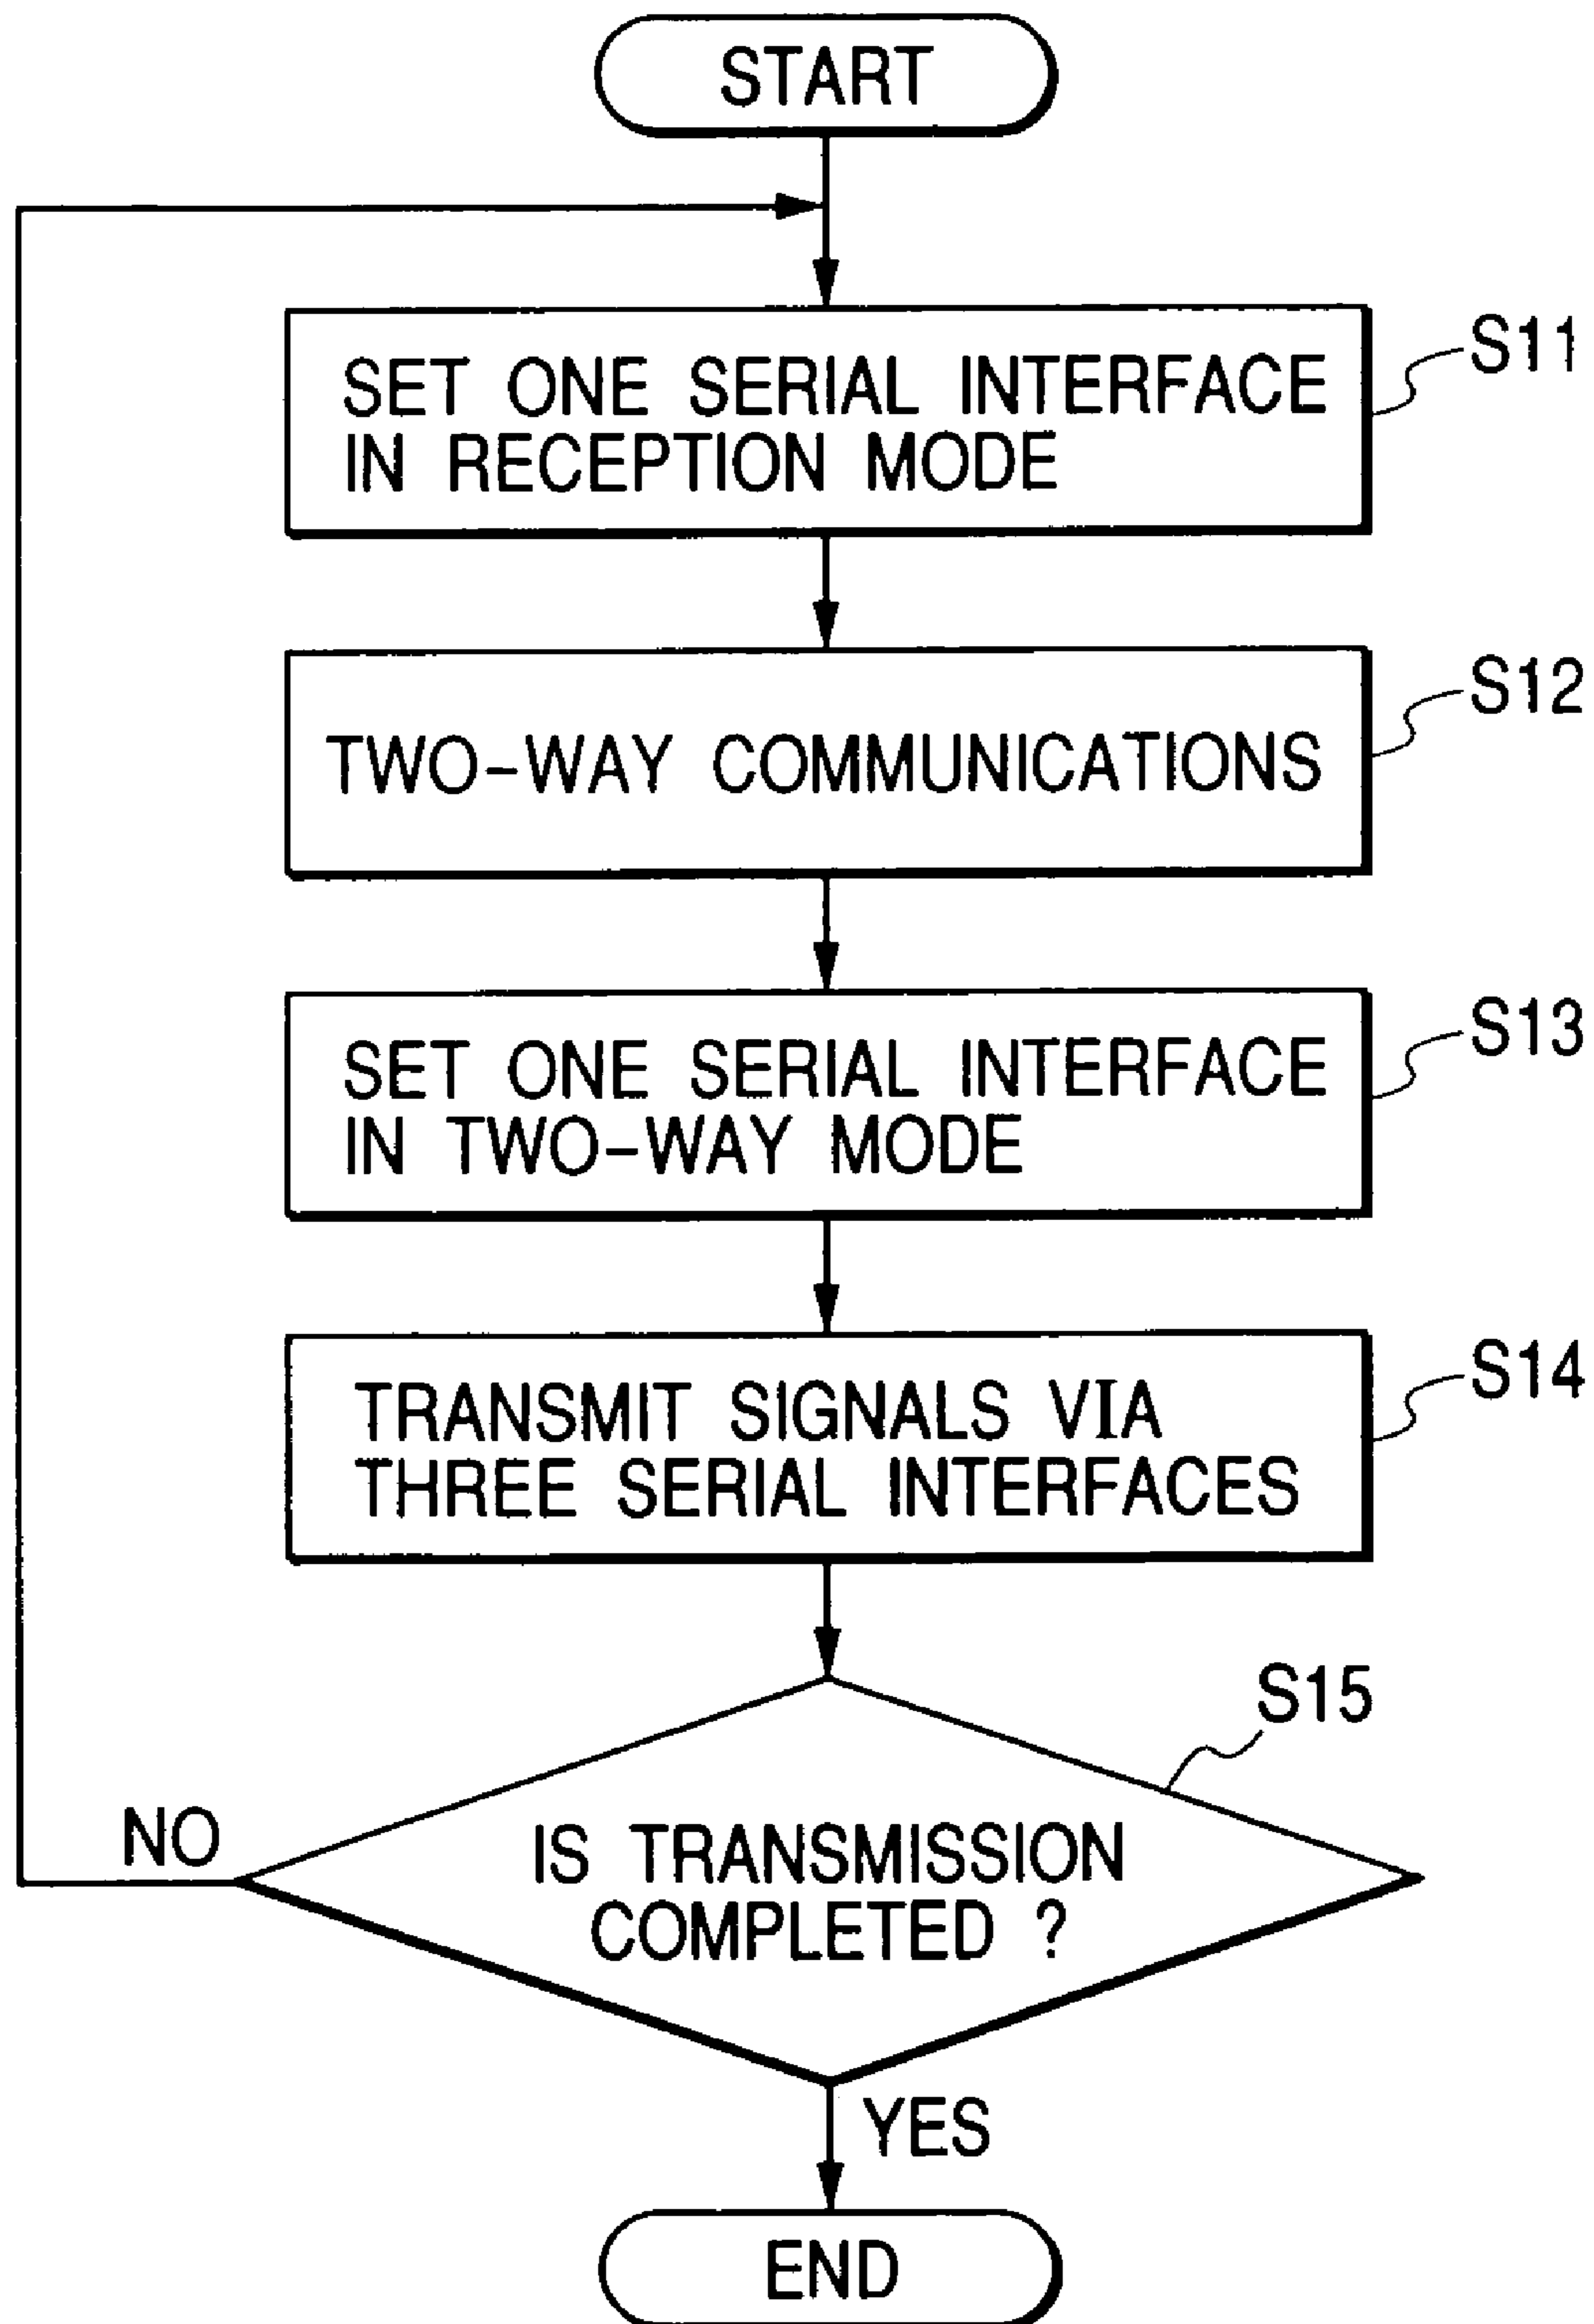 START
SET ONE SERIAL INTERFACE
IN RECEPTION MODE
S11
TWO-WAY COMMUNICATIONS
S12
SET ONE SERIAL INTERFACE
IN TWO-WAY MODE
S13
TRANSMIT SIGNALS VIA
THREE SERIAL INTERFACES
S14
S15
IS TRANSMISSION
COMPLETED ?
NO
YES
END